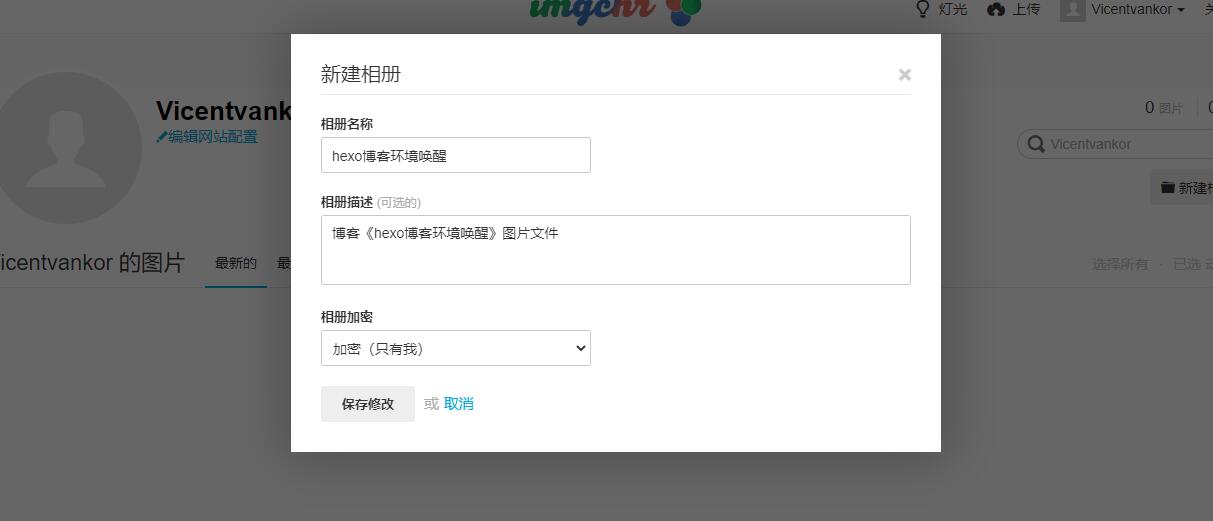 imgchr
灯光 上传 Vicentvankor
新建相册
Vicentvank
编辑网站配置
0 图片
Vicentvankor
新建
相册名称
hexo博客环境唤醒
相册描述 (可选的)
博客《hexo博客环境唤醒》图片文件
icentvankor 的图片 最新的 最
选择所有 · 已选
相册加密
加密（只有我）
保存修改 或 取消